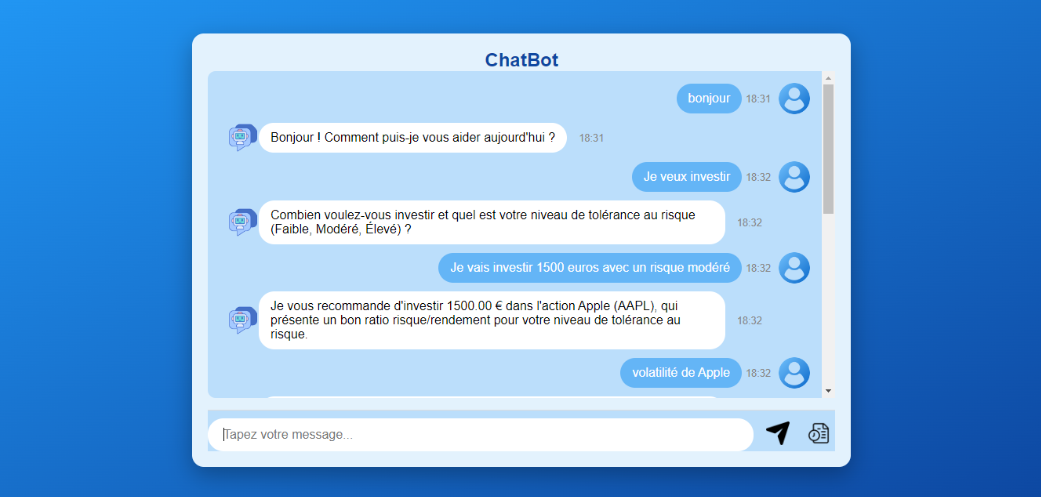 ChatBot
bonjour
18:31
Bonjour ! Comment puis-je vous aider aujourd'hui ?
18:31
Je veux investir
18:32
Combien voulez-vous investir et quel est votre niveau de tolérance au risque
(Faible, Modéré, Élevé) ?
18:32
Je vais investir 1500 euros avec un risque modéré
18:32
Je vous recommande d'investir 1500.00 € dans l'action Apple (AAPL), qui
présente un bon ratio risque/rendement pour votre niveau de tolérance au
risque.
18:32
volatilité de Apple
18:32
Tapez votre message...